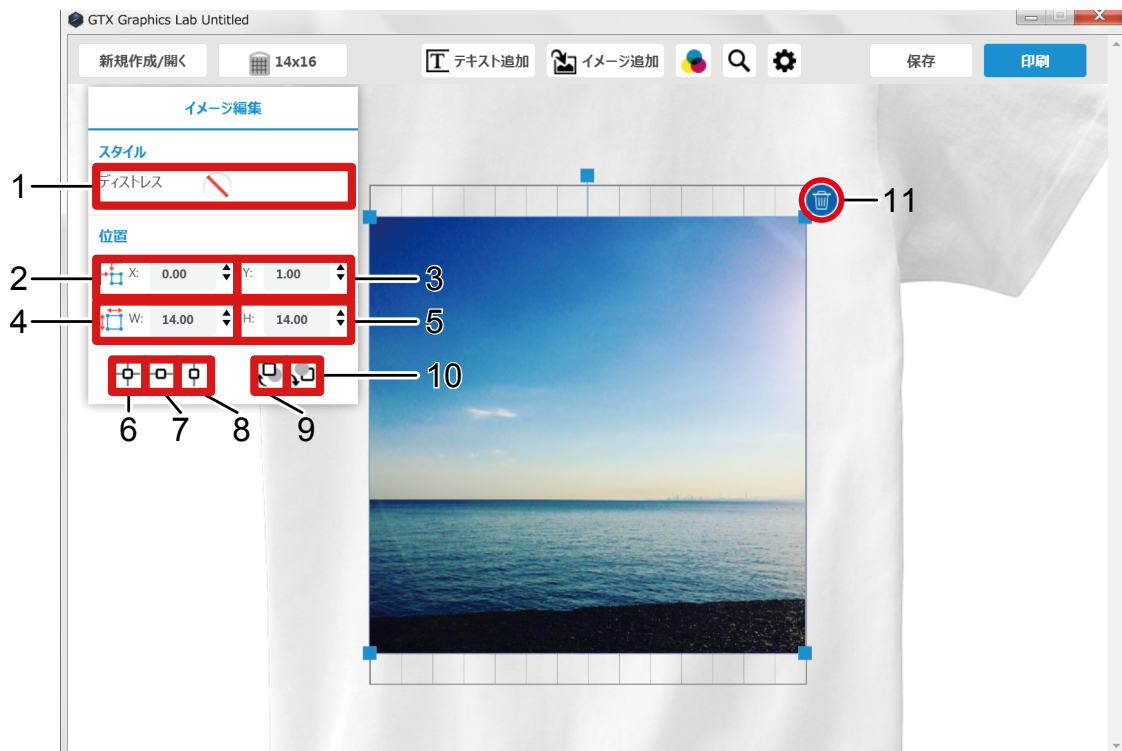 GTX Graphics Lab Untitled
新規作成/開く 14x16 テキスト追加 イメージ追加 保存 印刷
イメージ編集
スタイル
ディストレス
位置
X: 0.00 Y: 1.00
W: 14.00 H: 14.00
1
2
3
4
5
6
7
8
9
10
11